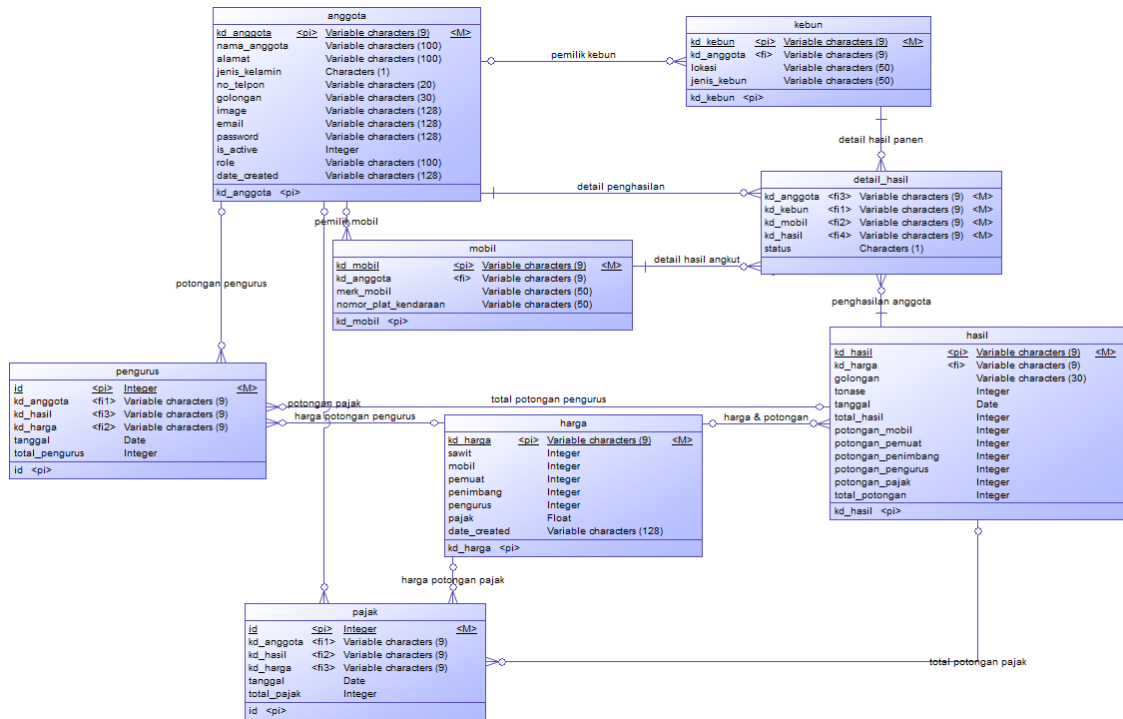 anggota
kd_anggota <pi> Variable characters (9) <M>
nama_anggota Variable characters (100)
alamat Variable characters (100)
jenis_kelamin Characters (1)
no_telpon Variable characters (20)
golongan Variable characters (30)
image Variable characters (128)
email Variable characters (128)
password Variable characters (128)
is_active Integer
role Variable characters (100)
date_created Variable characters (128)
kd_anggota <pi>
pemilik kebun
kebun
kd_kebun <pi> Variable characters (9) <M>
kd_anggota <fi> Variable characters (9)
lokasi Variable characters (50)
jenis_kebun Variable characters (50)
kd_kebun <pi>
detail hasil panen
detail penghasilan
detail_hasil
kd_anggota <fi3> Variable characters (9) <M>
kd_kebun <fi1> Variable characters (9) <M>
kd_mobil <fi2> Variable characters (9) <M>
kd_hasil <fi4> Variable characters (9) <M>
status Characters (1)
pemilik mobil
mobil
kd_mobil <pi> Variable characters (9) <M>
kd_anggota <fi> Variable characters (9)
merk_mobil Variable characters (50)
nomor_plat_kendaraan Variable characters (50)
kd_mobil <pi>
detail hasil angkut
potongan pengurus
penghasilan anggota
hasil
kd_hasil <pi> Variable characters (9) <M>
kd_harga <fi> Variable characters (9)
golongan Variable characters (30)
tonase Integer
tanggal Date
total_hasil Integer
potongan_mobil Integer
potongan_pemuat Integer
potongan_penimbang Integer
potongan_pengurus Integer
potongan_pajak Integer
total_potongan Integer
kd_hasil <pi>
pengurus
id <pi> Integer <M>
kd_anggota <fi1> Variable characters (9)
kd_hasil <fi3> Variable characters (9)
kd_harga <fi2> Variable characters (9)
tanggal Date
total_pengurus Integer
id <pi>
potongan pajak
total potongan pengurus
harga potongan pengurus
harga & potongan
harga
kd_harga <pi> Variable characters (9) <M>
sawit Integer
mobil Integer
pemuat Integer
penimbang Integer
pengurus Integer
pajak Float
date_created Variable characters (128)
kd_harga <pi>
harga potongan pajak
pajak
id <pi> Integer <M>
kd_anggota <fi1> Variable characters (9)
kd_hasil <fi2> Variable characters (9)
kd_harga <fi3> Variable characters (9)
tanggal Date
total_pajak Integer
id <pi>
total potongan pajak